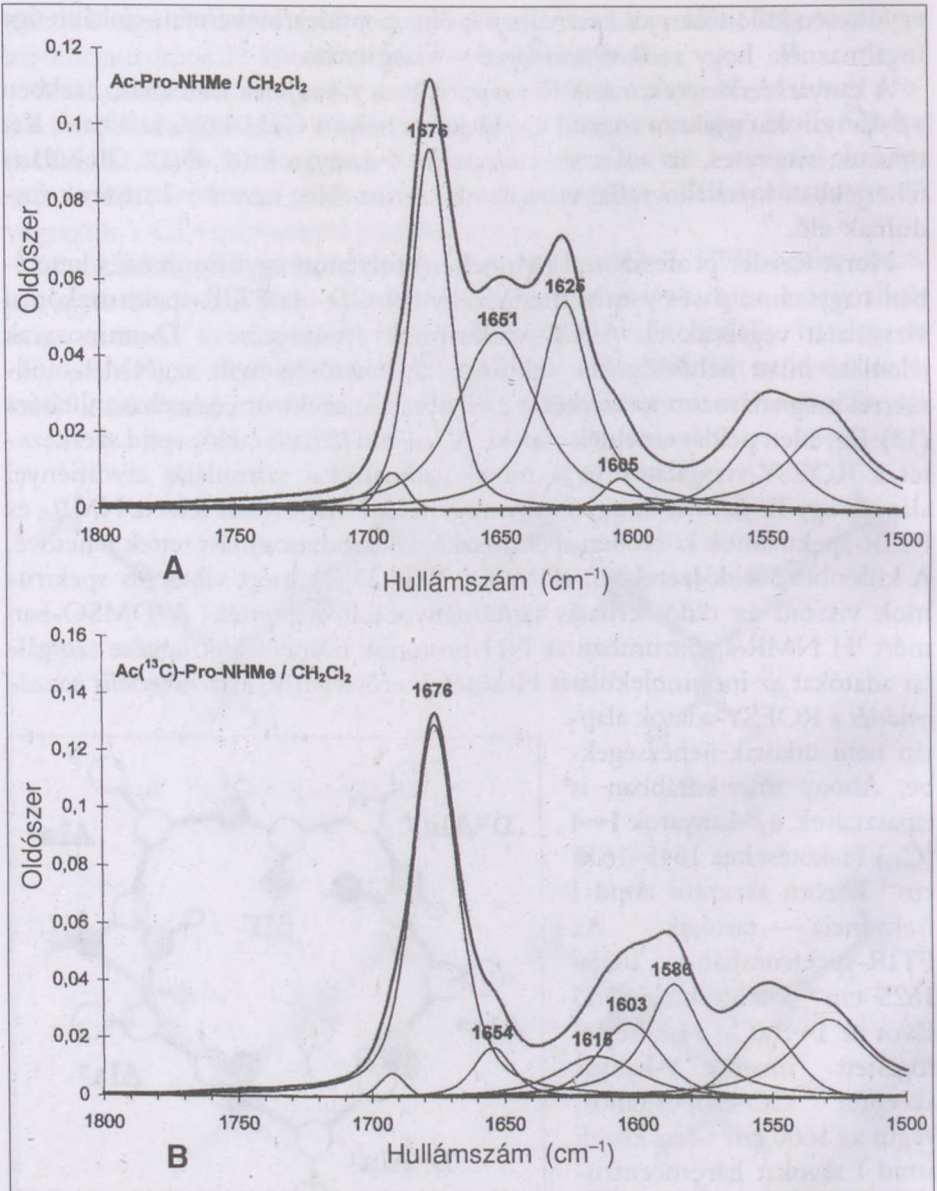 0,12
Ac-Pro-NHMe / CH₂Cl₂
0,1
1676
0,08
Oldószer
0,06
1626
1651
0,04
0,02
1605
0
1800 1750 1700 1650 1600 1550 1500
A
Hullámszám (cm⁻¹)
0,16
Ac(¹³C)-Pro-NHMe / CH₂Cl₂
0,14
1676
0,12
0,1
Oldószer
0,08
0,06
1586
0,04
1603
1654
1616
0,02
0
1800 1750 1700 1650 1600 1550 1500
B
Hullámszám (cm⁻¹)